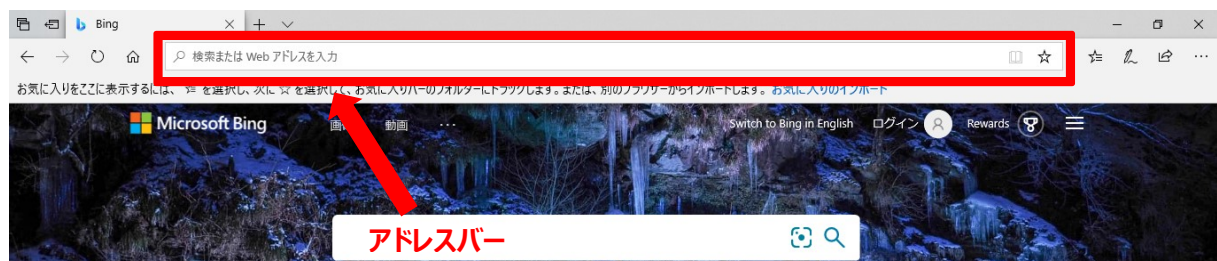 Bing
検索または Web アドレスを入力
お気に入りをここに表示するには、 を選択し、次に ☆ を選択して、お気に入りバーのフォルダーにドラッグします。または、別のブラウザーからインポートします。 お気に入りのインポート
Microsoft Bing 動画 ... Switch to Bing in English ログイン Rewards
アドレスバー